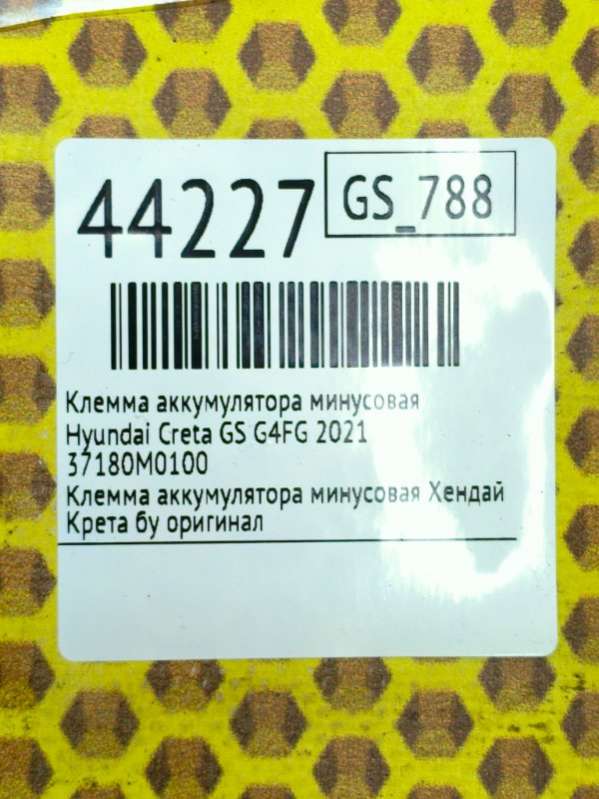 44227
GS_788
Клемма аккумулятора минусовая
Hyundai Creta GS G4FG 2021
37180M0100
Клемма аккумулятора минусовая Хендай
Крета бу оригинал